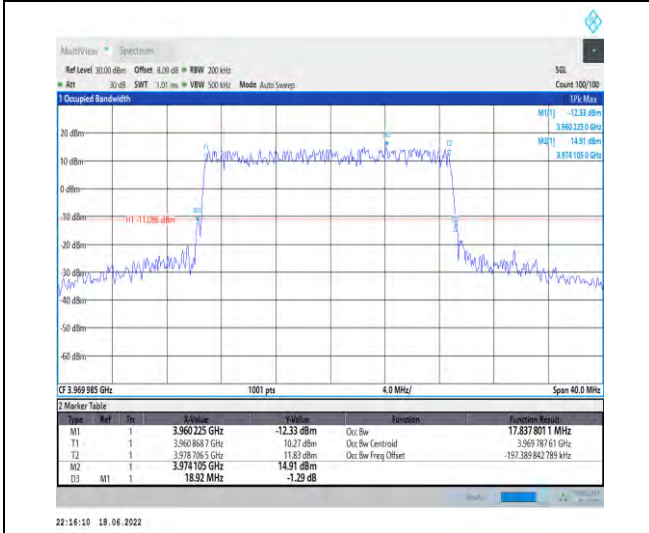 MultiView Spectrum
Ref Level 30.00 dBm Offset 8.00 dB RBW 200 kHz SGL
Att 30 dB SWT 1.01 ms VBW 500 kHz Mode Auto Sweep Count 100/100
1 Occupied Bandwidth 1Pk Max
M1[1] -12.33 dBm
3.960 225 0 GHz
M2[1] 14.91 dBm
3.974 105 0 GHz
20 dBm
T1 M2 T2
10 dBm
0 dBm
-10 dBm
H1 -11.086 dBm
-20 dBm
-30 dBm
-40 dBm
-50 dBm
-60 dBm
CF 3.969 985 GHz 1001 pts 4.0 MHz/ Span 40.0 MHz
2 Marker Table
Type Ref Trc X-Value Y-Value Function Function Result
M1 1 3.960 225 GHz -12.33 dBm Occ Bw 17.837 801 1 MHz
T1 1 3.960 868 7 GHz 10.27 dBm Occ Bw Centroid 3.969 787 61 GHz
T2 1 3.978 706 5 GHz 11.83 dBm Occ Bw Freq Offset -197.389 842 789 kHz
M2 1 3.974 105 GHz 14.91 dBm
D3 M1 1 18.92 MHz -1.29 dB
22:16:10 18.06.2022